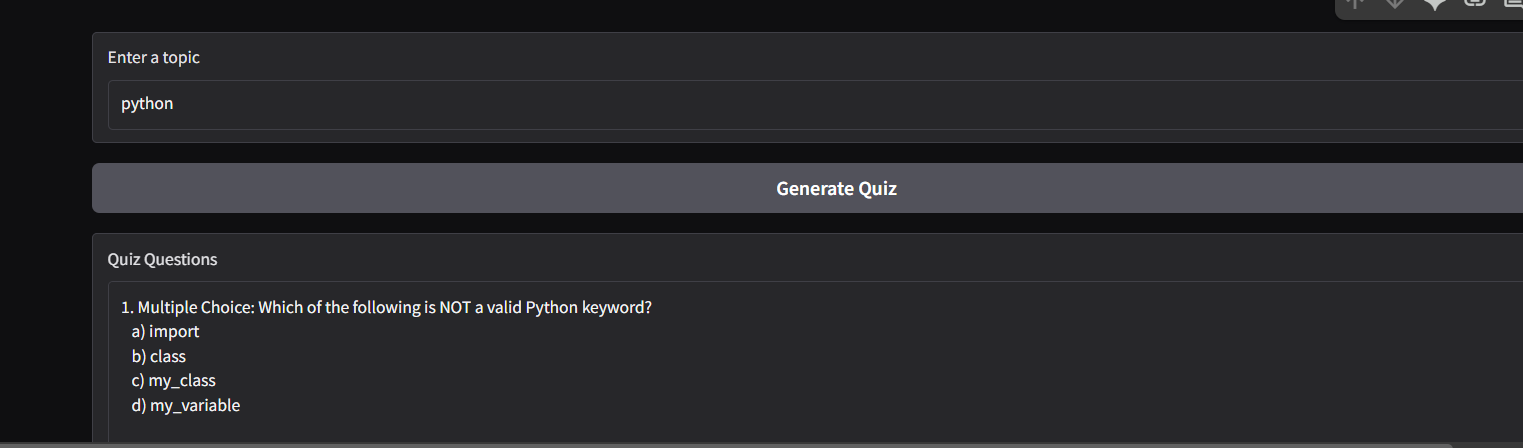 Enter a topic
python
Generate Quiz
Quiz Questions
1. Multiple Choice: Which of the following is NOT a valid Python keyword?
a) import
b) class
c) my_class
d) my_variable